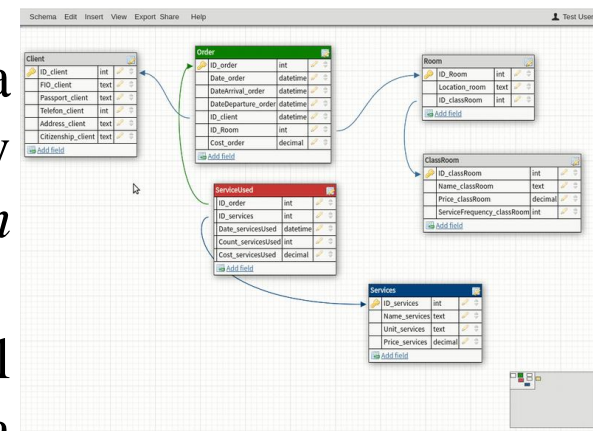 Schema Edit Insert View Export Share Help Test User
Client
ID_client int
FIO_client text
Passport_client text
Telefon_client int
Address_client text
Citizenship_client text
Add field
Order
ID_order int
Date_order datetime
DateArrival_order datetime
DateDeparture_order datetime
ID_client int
ID_Room int
Cost_order decimal
Add field
Room
ID_Room int
Location_room text
ID_classRoom int
Add field
ClassRoom
ID_classRoom int
Name_classRoom text
Price_classRoom decimal
ServiceFrequency_classRoom int
Add field
ServiceUsed
ID_order int
ID_services int
Date_servicesUsed datetime
Count_servicesUsed int
Cost_servicesUsed decimal
Add field
Services
ID_services int
Name_services text
Unit_services text
Price_services decimal
Add field
a
l